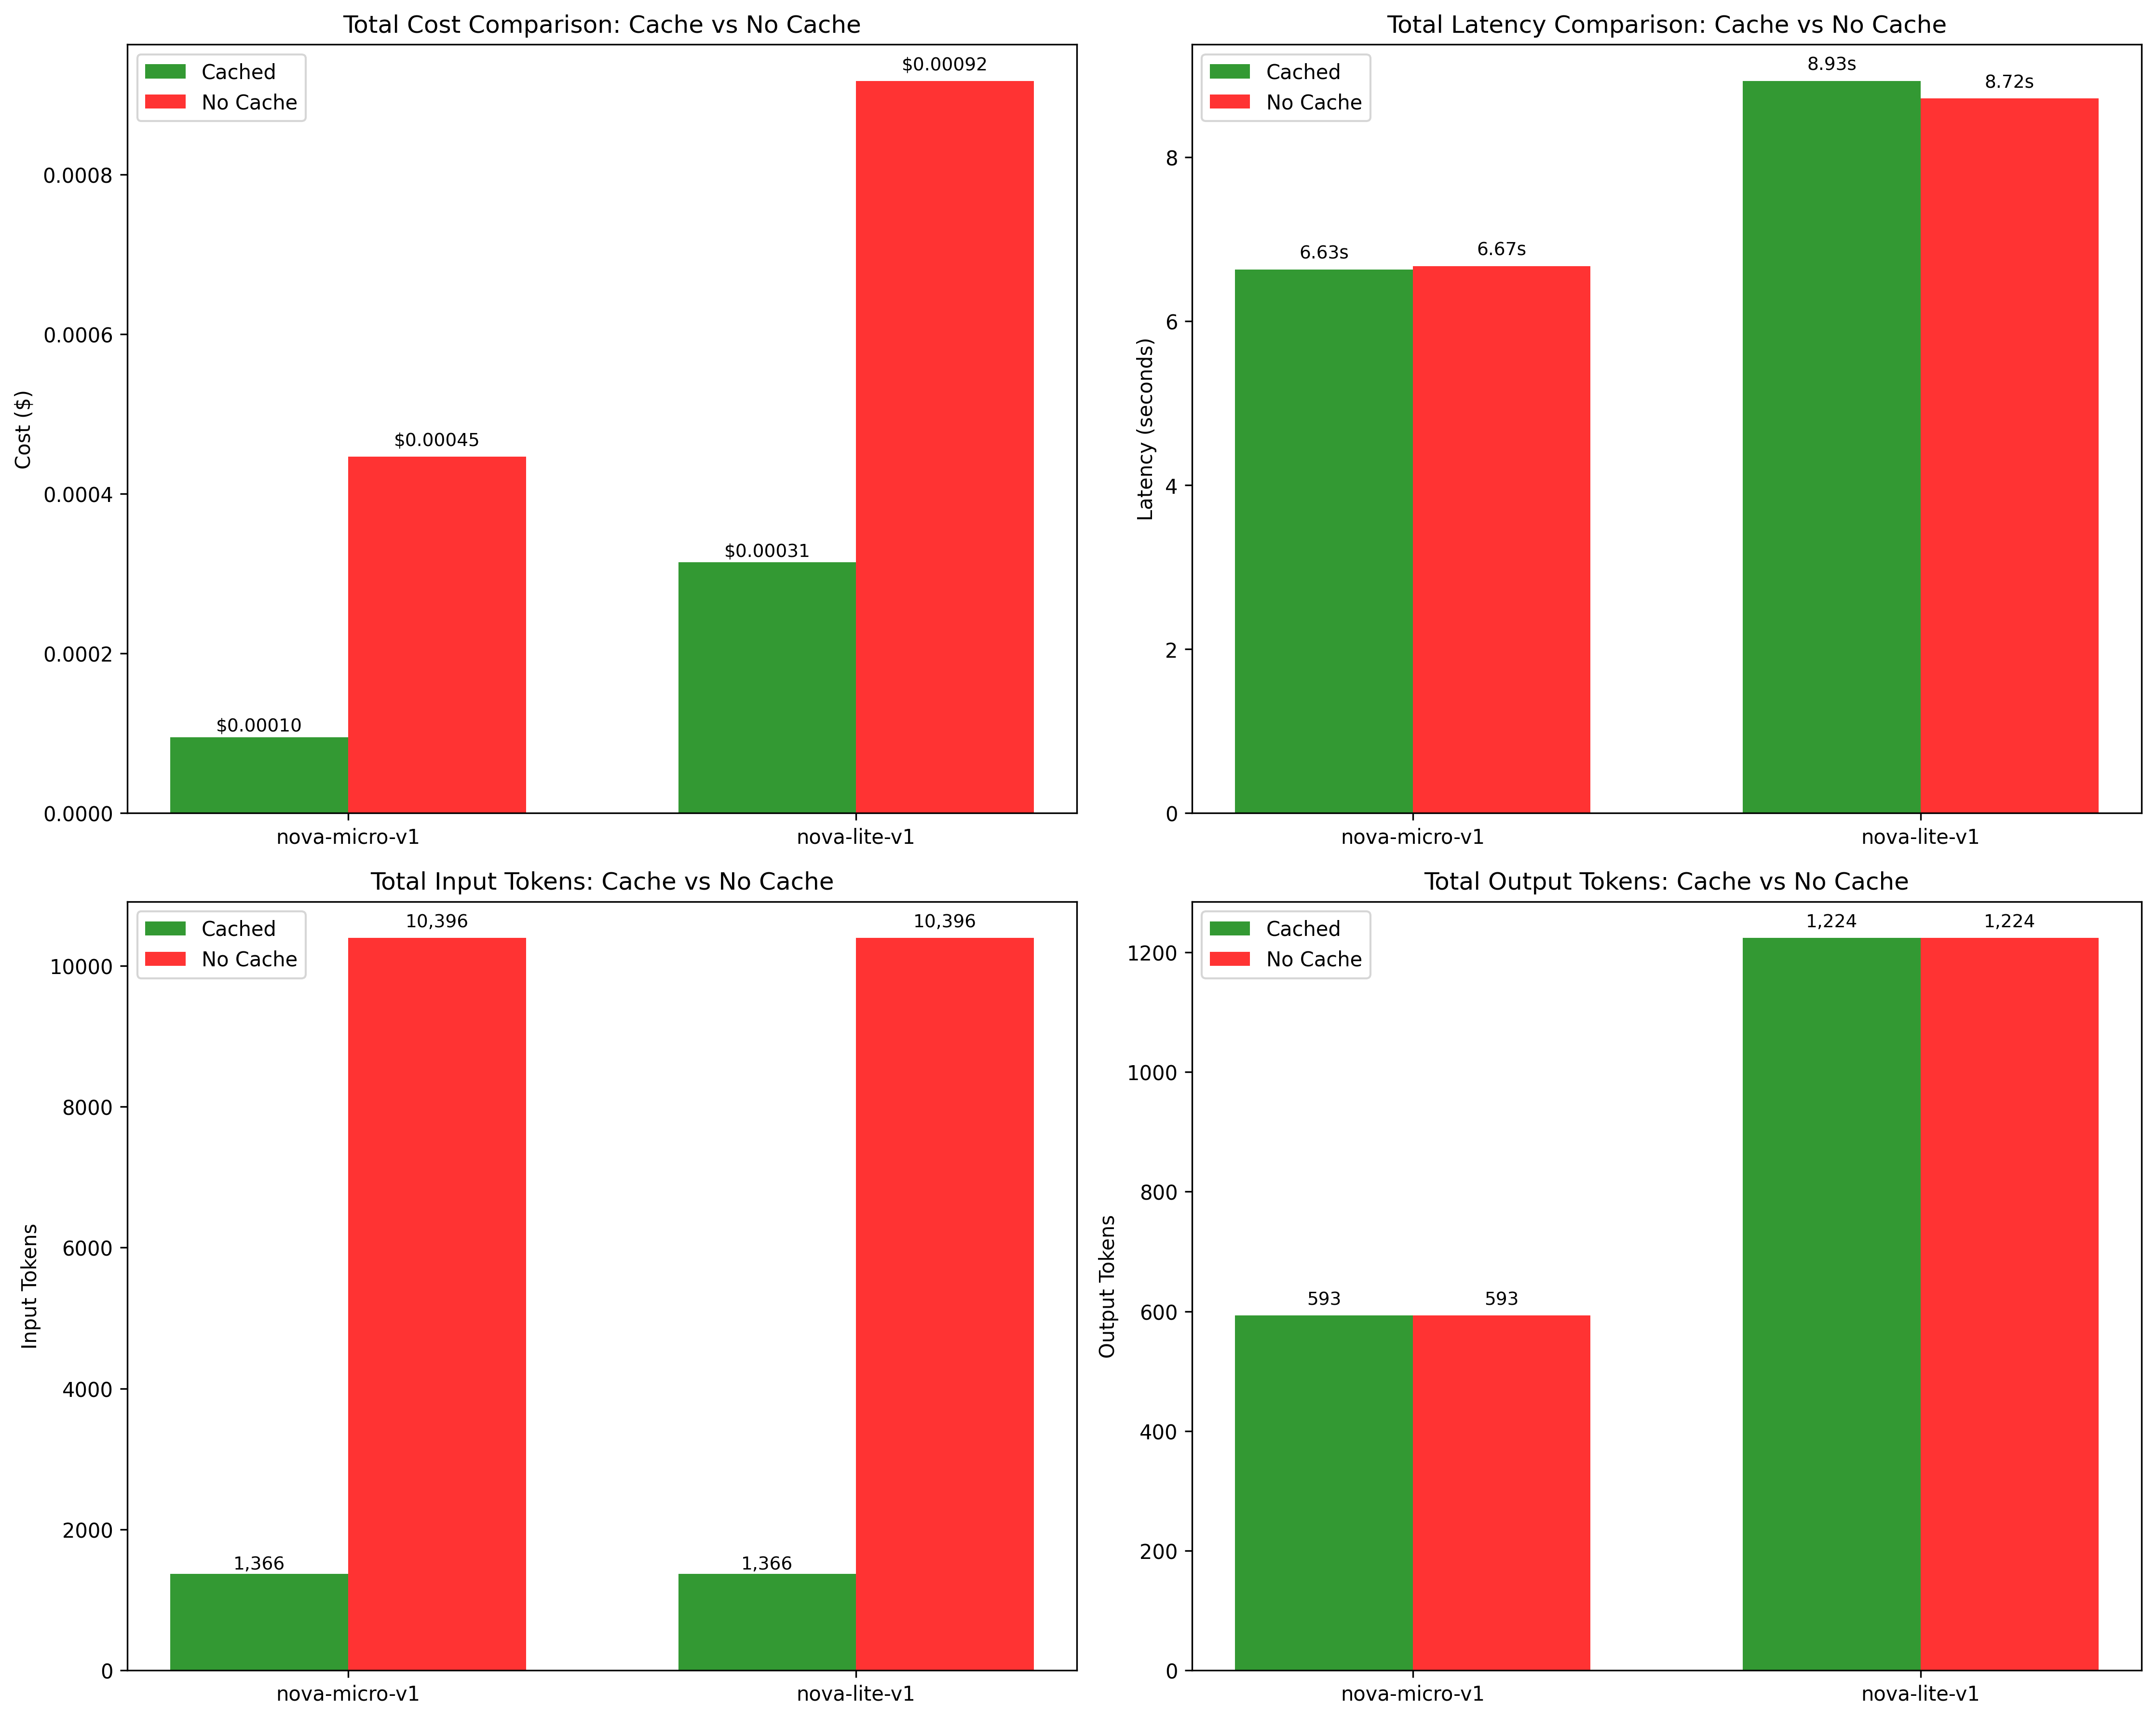 Total Cost Comparison: Cache vs No Cache
Cached
No Cache
Cost ($)
0.0008
0.0006
0.0004
0.0002
0.0000
$0.00010
$0.00045
$0.00031
$0.00092
nova-micro-v1
nova-lite-v1
Total Latency Comparison: Cache vs No Cache
Cached
No Cache
Latency (seconds)
8
6
4
2
0
6.63s
6.67s
8.93s
8.72s
nova-micro-v1
nova-lite-v1
Total Input Tokens: Cache vs No Cache
Cached
No Cache
Input Tokens
10000
8000
6000
4000
2000
0
1,366
10,396
1,366
10,396
nova-micro-v1
nova-lite-v1
Total Output Tokens: Cache vs No Cache
Cached
No Cache
Output Tokens
1200
1000
800
600
400
200
0
593
593
1,224
1,224
nova-micro-v1
nova-lite-v1